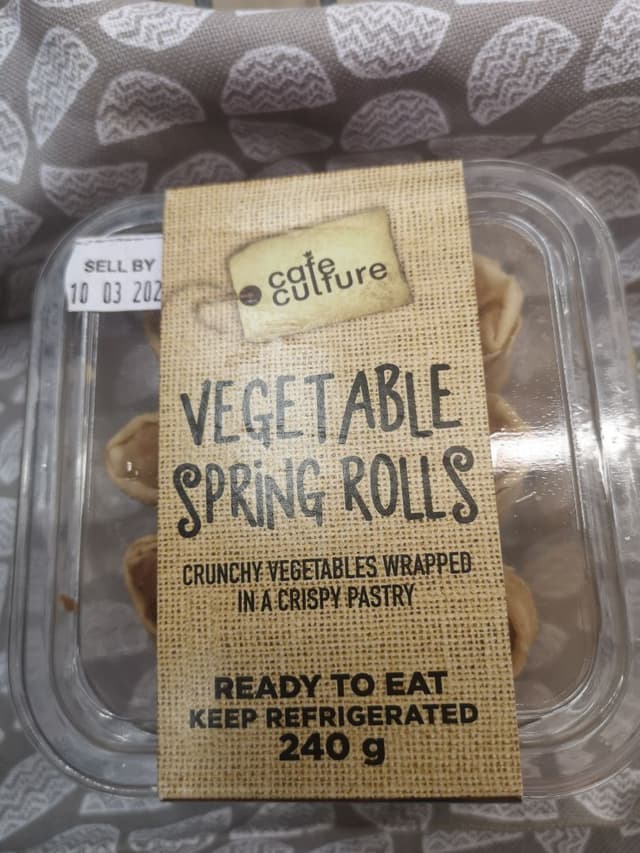 SELL BY
10 03 202
cafe
culture
VEGETABLE
SPRiNG ROLLS
CRUNCHY VEGETABLES WRAPPED
IN A CRISPY PASTRY
READY TO EAT
KEEP REFRIGERATED
240 g